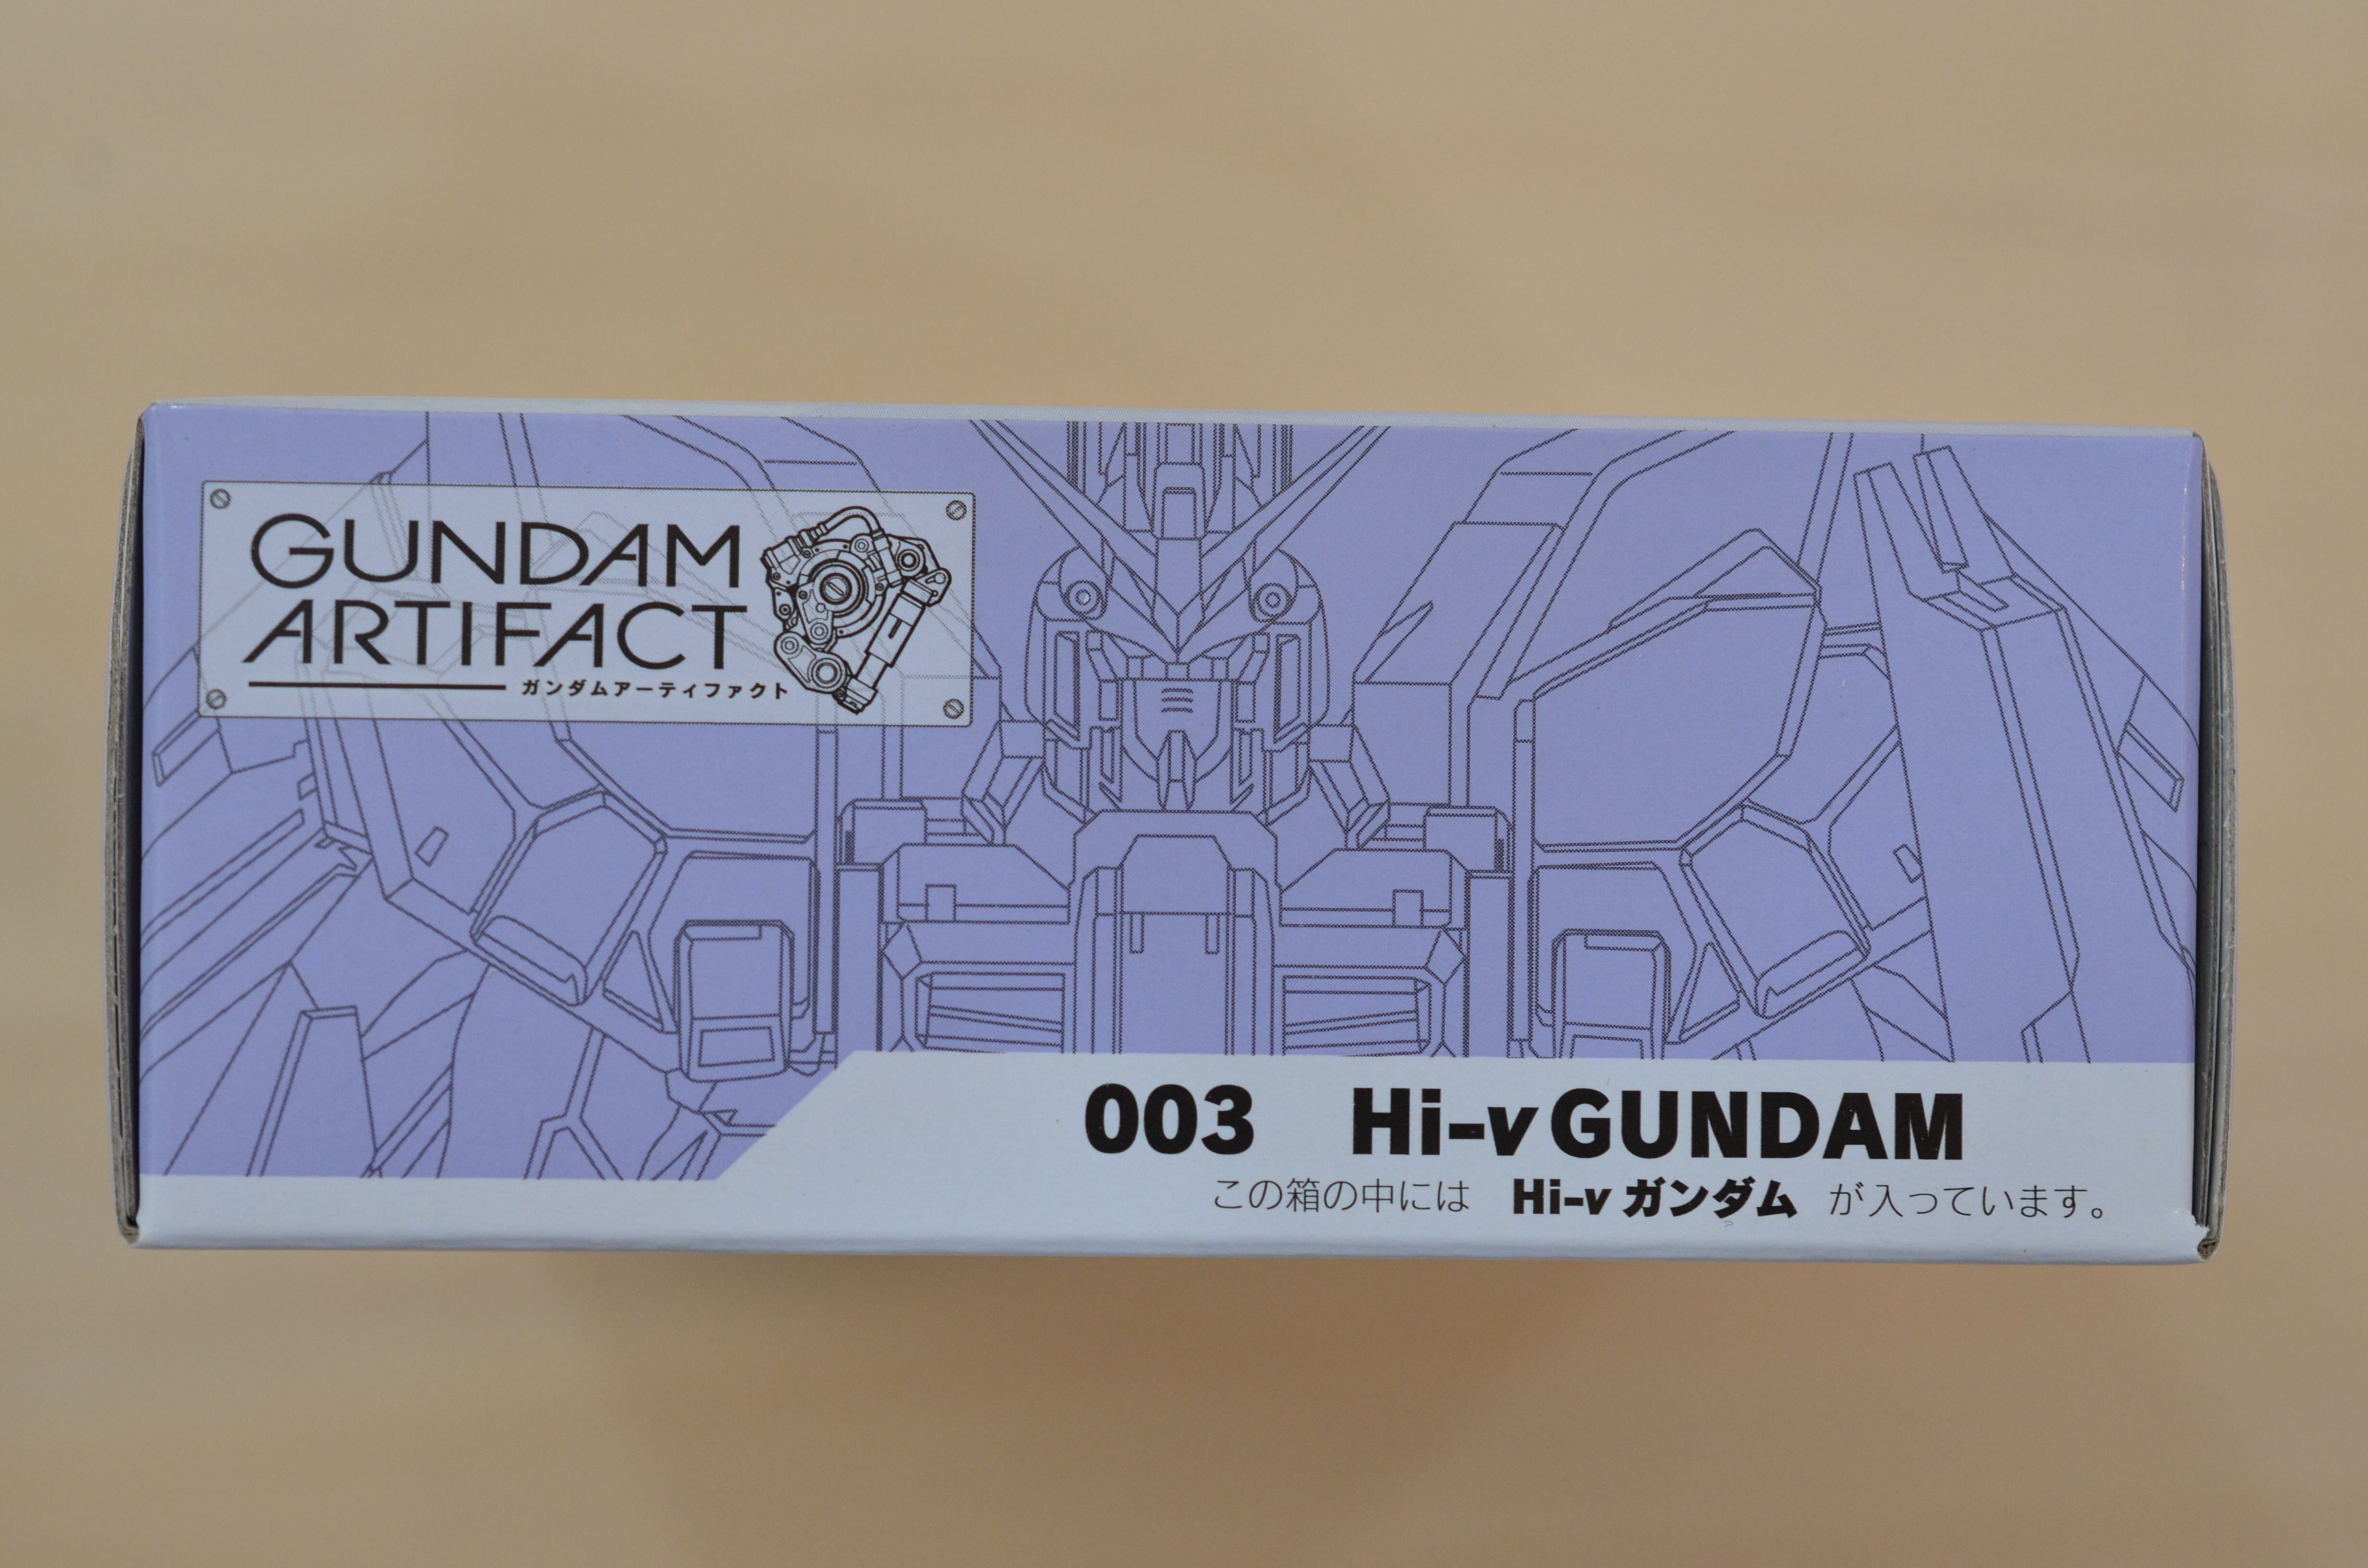 GUNDAM
ARTIFACT
ガンダムアーティファクト
003 Hi-νGUNDAM
この箱の中には Hi-ν ガンダム が入っています。